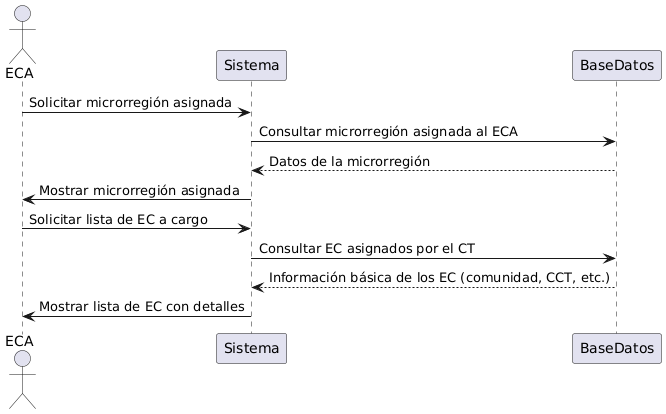 ECA
Sistema
BaseDatos
Solicitar microrregión asignada
Consultar microrregión asignada al ECA
Datos de la microrregión
Mostrar microrregión asignada
Solicitar lista de EC a cargo
Consultar EC asignados por el CT
Información básica de los EC (comunidad, CCT, etc.)
Mostrar lista de EC con detalles
ECA
Sistema
BaseDatos